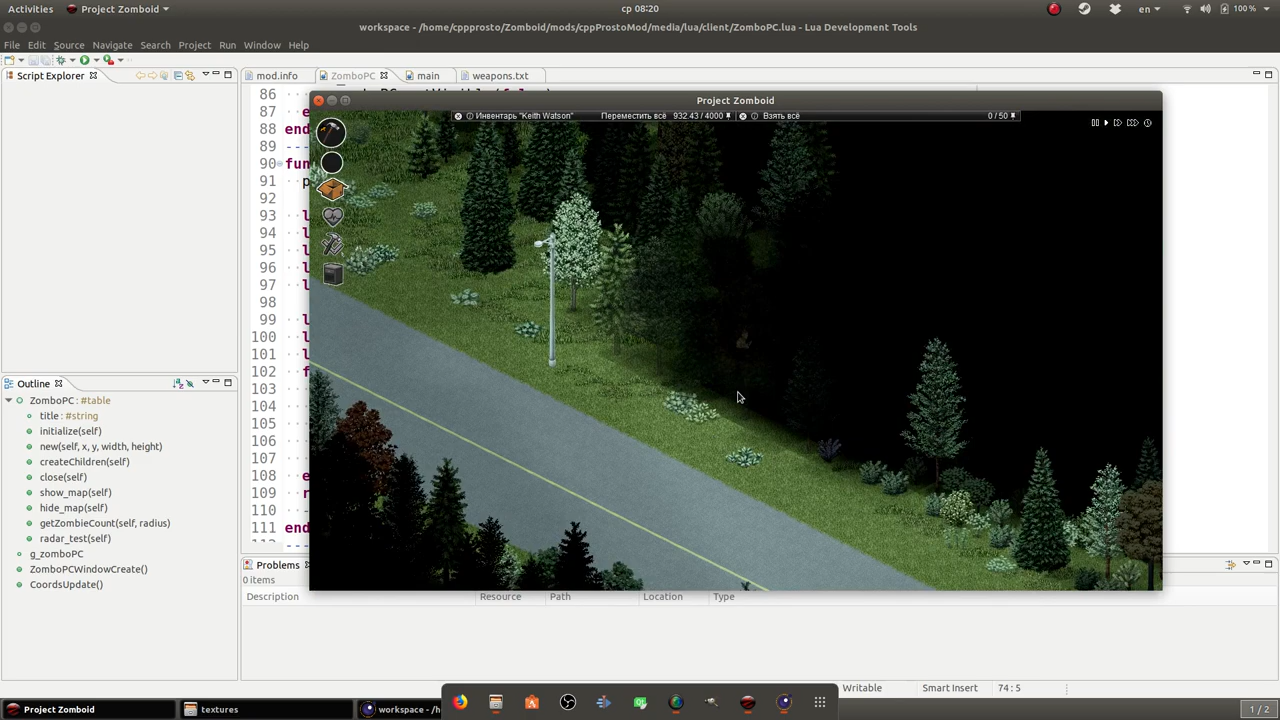 Activities Project Zomboid ср 08:20 en 100 %
workspace - /home/cppprosto/Zomboid/mods/cppProstoMod/media/lua/client/ZomboPC.lua - Lua Development Tools
File Edit Source Navigate Search Project Run Window Help
Script Explorer mod.info ZomboPC main weapons.txt
86
Project Zomboid
87 e
Инвентарь "Keith Watson" Переместить всё 932.43 / 4000 Взять всё 0 / 50
88 end
89 --
90 fun
91 p
92
93 l
94 l
95 l
96 l
97 l
98
99 l
100 l
101 l
102 f
103
104
105
106
107
108 e
109 r
110 -
111 end
Outline
ZomboPC : #table
title : #string
initialize(self)
new(self, x, y, width, height)
createChildren(self)
close(self)
show_map(self)
hide_map(self)
getZombieCount(self, radius)
radar_test(self)
g_zomboPC
ZomboPCWindowCreate()
CoordsUpdate()
Problems
0 items
Description Resource Path Location Type
Writable Smart Insert 74 : 5
Project Zomboid textures workspace - /h 1 / 2